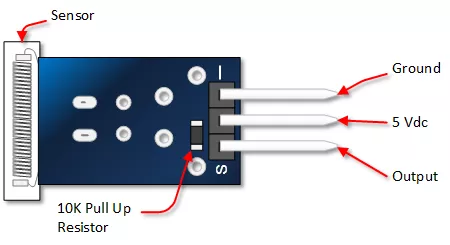 Sensor
Ground
5 Vdc
Output
S
10K Pull Up
Resistor